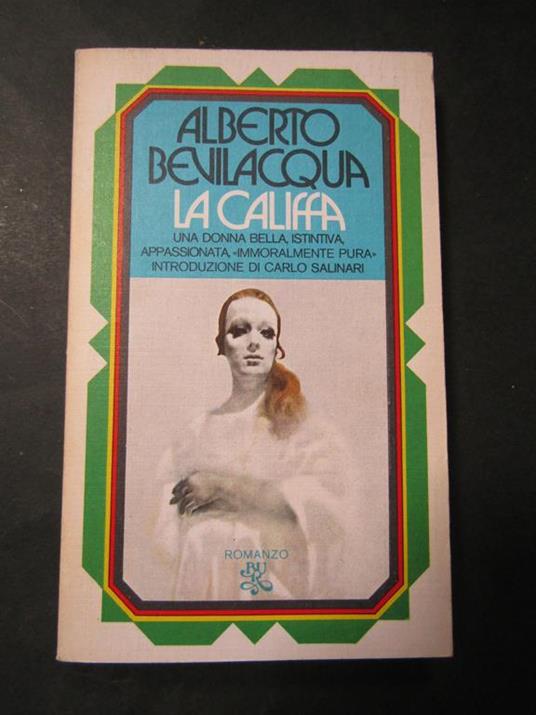 ALBERTO
BEVILACQUA
LA CALIFFA
UNA DONNA BELLA, ISTINTIVA,
APPASSIONATA, «IMMORALMENTE PURA»
INTRODUZIONE DI CARLO SALINARI
ROMANZO
BUR